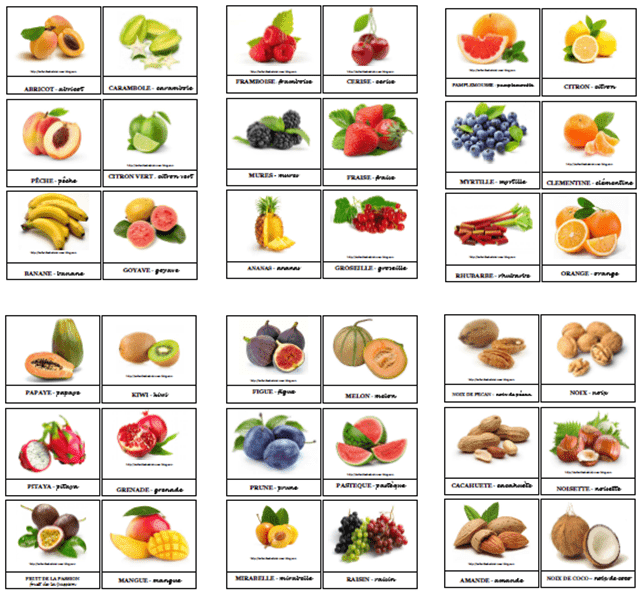 ABRICOT - abricot
CARAMBOLE - carambole
PÊCHE - pêche
CITRON VERT - citron vert
BANANE - banane
GOYAVE - goyave
FRAMBOISE - framboise
CERISE - cerise
MURES - mures
FRAISE - fraise
ANANAS - ananas
GROSEILLE - groseille
PAMPLEMOUSSE - pamplemousse
CITRON - citron
MYRTILLE - myrtille
CLEMENTINE - clémentine
RHUBARBE - rhubarbe
ORANGE - orange
PAPAYE - papaye
KIWI - kiwi
PITAYA - pitaya
GRENADE - grenade
FRUIT DE LA PASSION
fruit de la passion
MANGUE - mangue
FIGUE - figue
MELON - melon
PRUNE - prune
PASTEQUE - pastèque
MIRABELLE - mirabelle
RAISIN - raisin
NOIX DE PECAN - noix de pécan
NOIX - noix
CACAHUETE - cacahuète
NOISETTE - noisette
AMANDE - amande
NOIX DE COCO - noix de coco